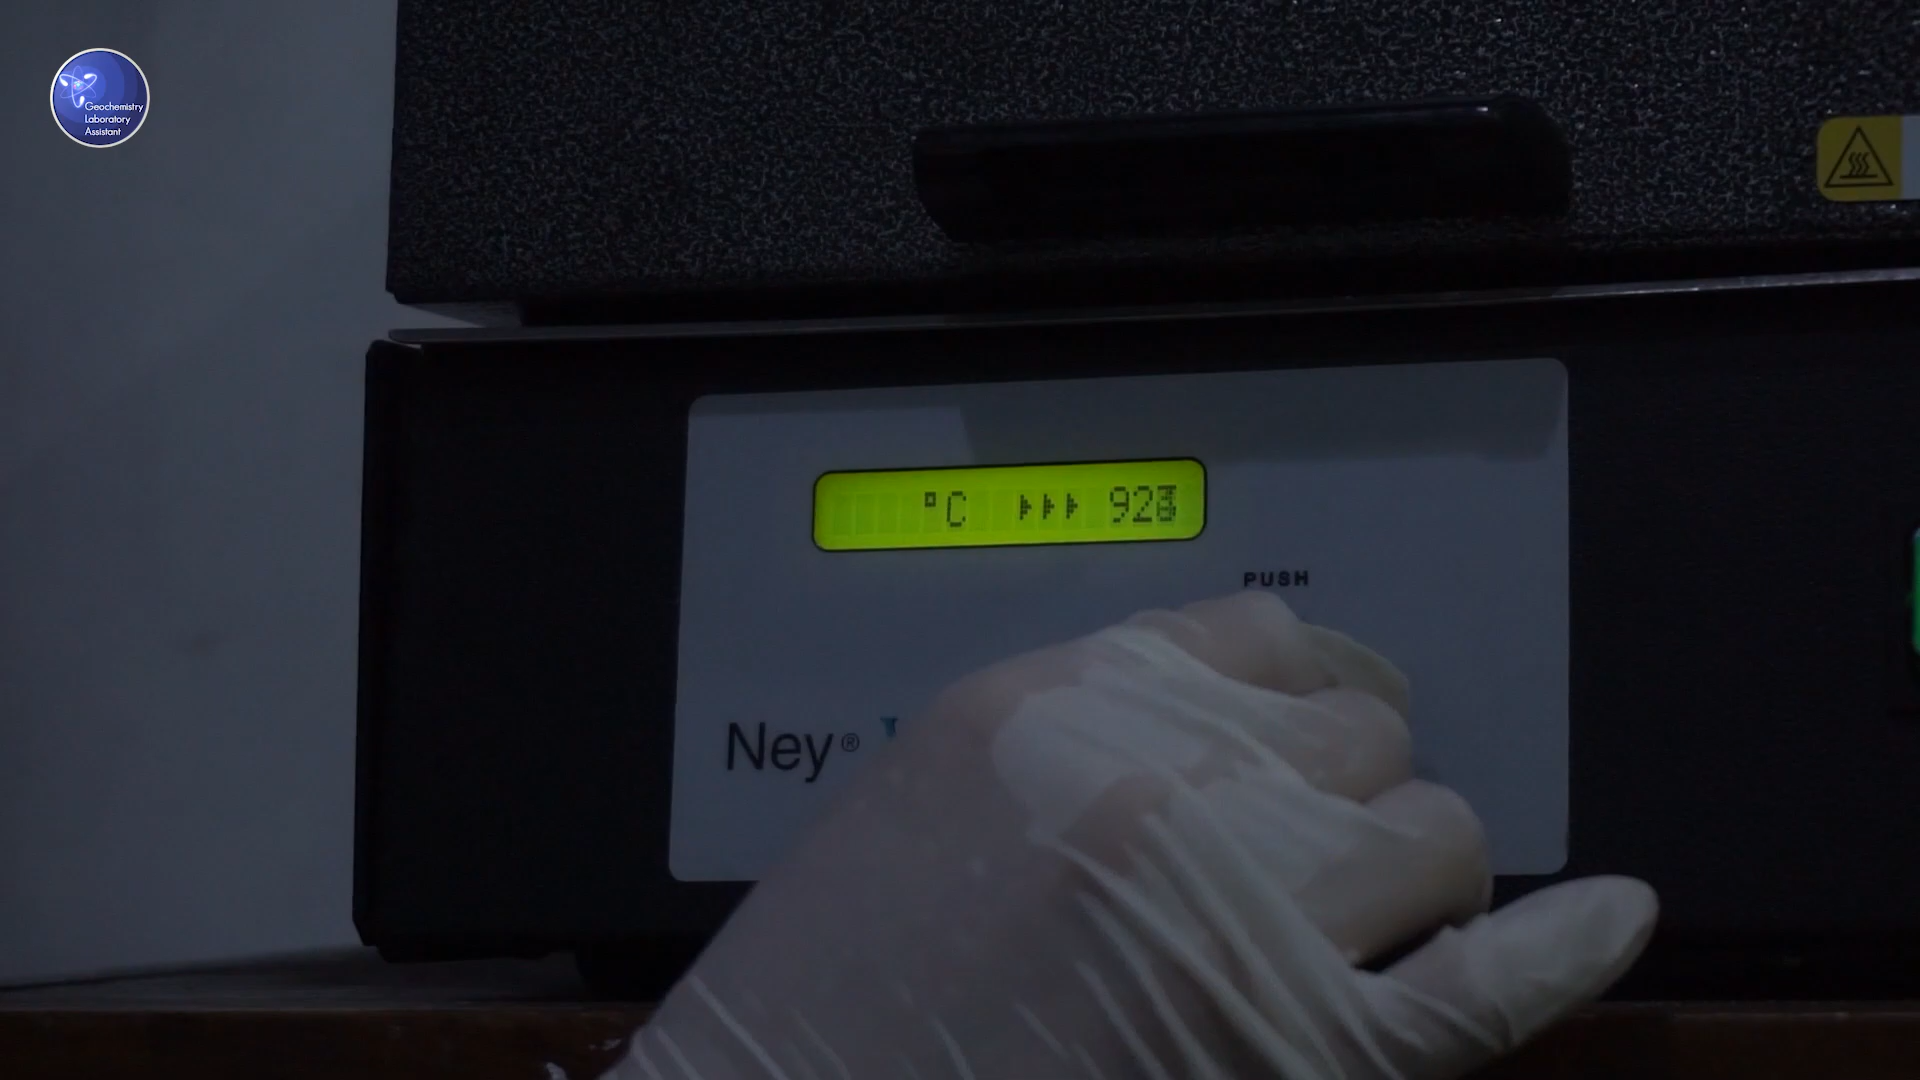 Geochemistry
Laboratory
Assistant
°C ▸▸▸ 92
PUSH
Ney®